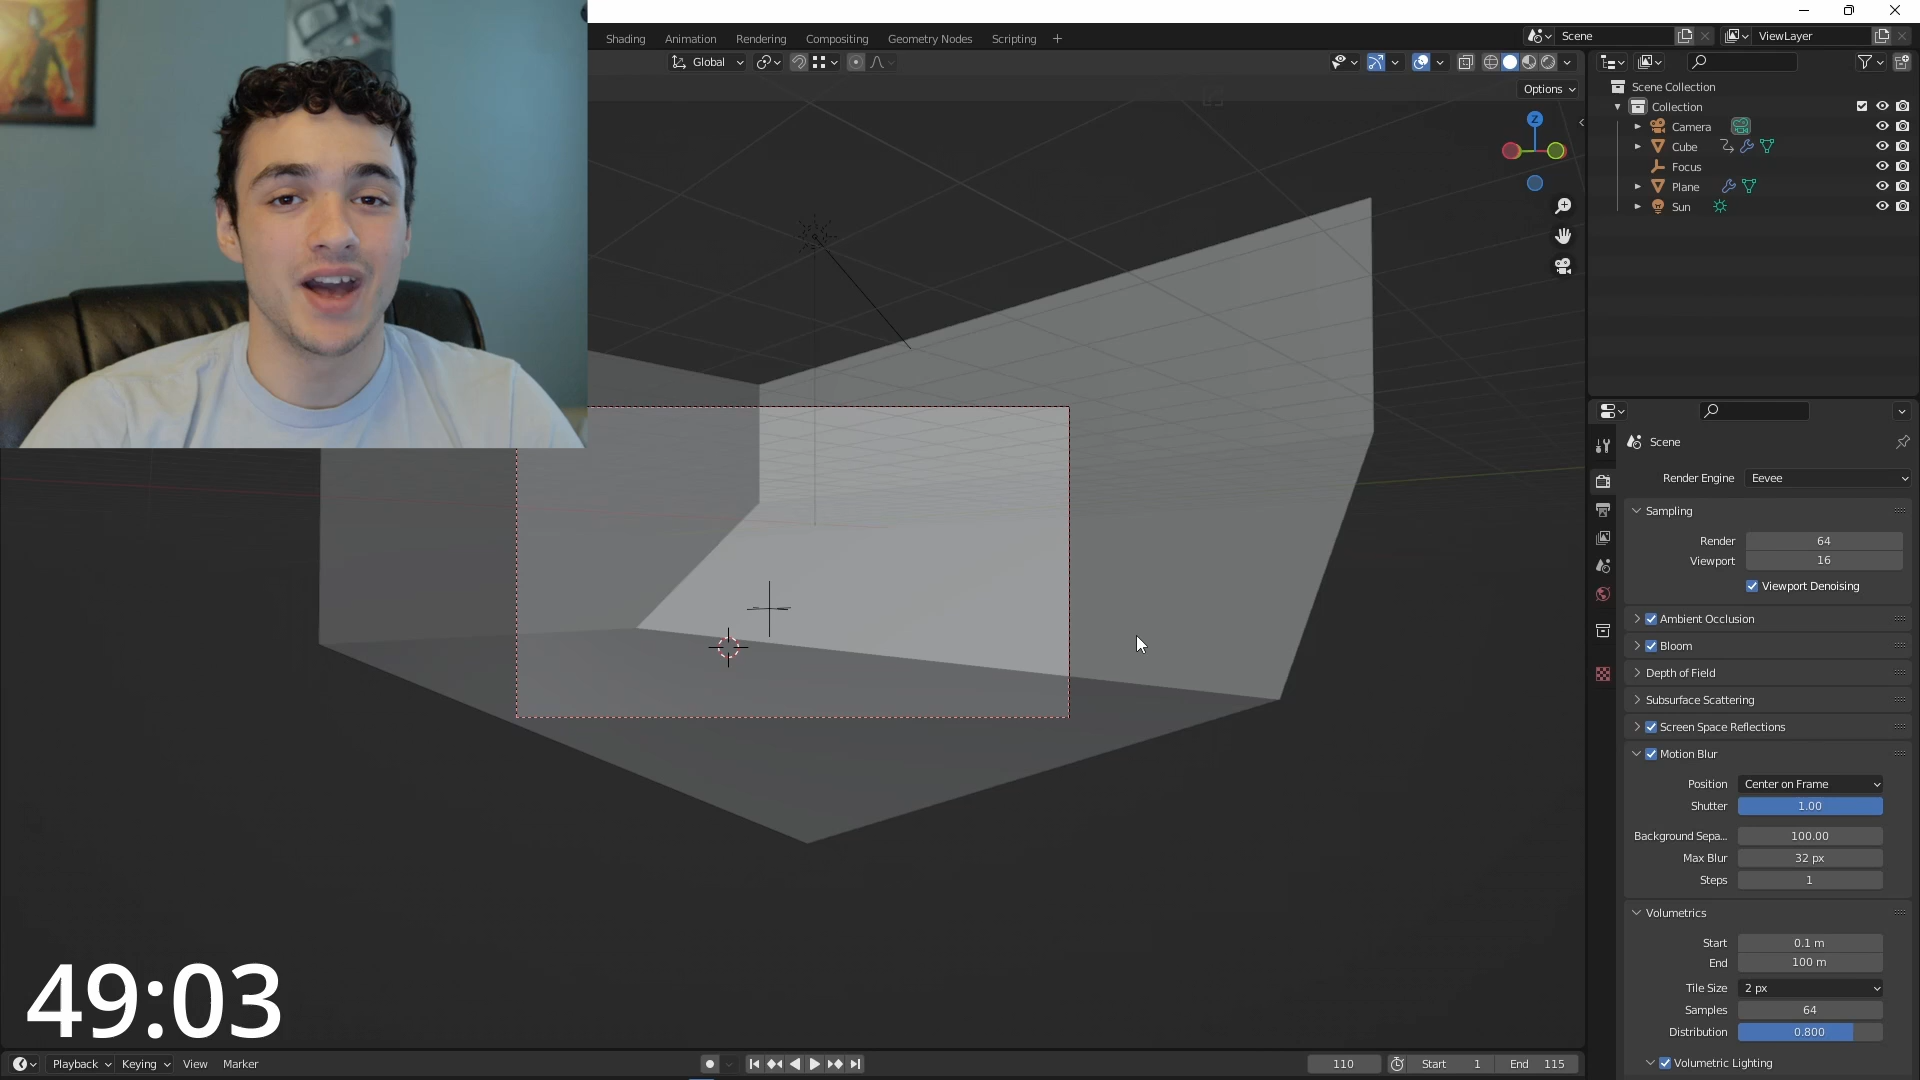 Shading Animation Rendering Compositing Geometry Nodes Scripting +
Scene
ViewLayer
Global
Options
Z
Scene Collection
Collection
Camera
Cube
Focus
Plane
Sun
Scene
Render Engine Eevee
Sampling
Render 64
Viewport 16
Viewport Denoising
Ambient Occlusion
Bloom
Depth of Field
Subsurface Scattering
Screen Space Reflections
Motion Blur
Position Center on Frame
Shutter 1.00
Background Sepa... 100.00
Max Blur 32 px
Steps 1
Volumetrics
Start 0.1 m
End 100 m
Tile Size 2 px
Samples 64
Distribution 0.800
Volumetric Lighting
49:03
Playback Keying View Marker
110 Start 1 End 115